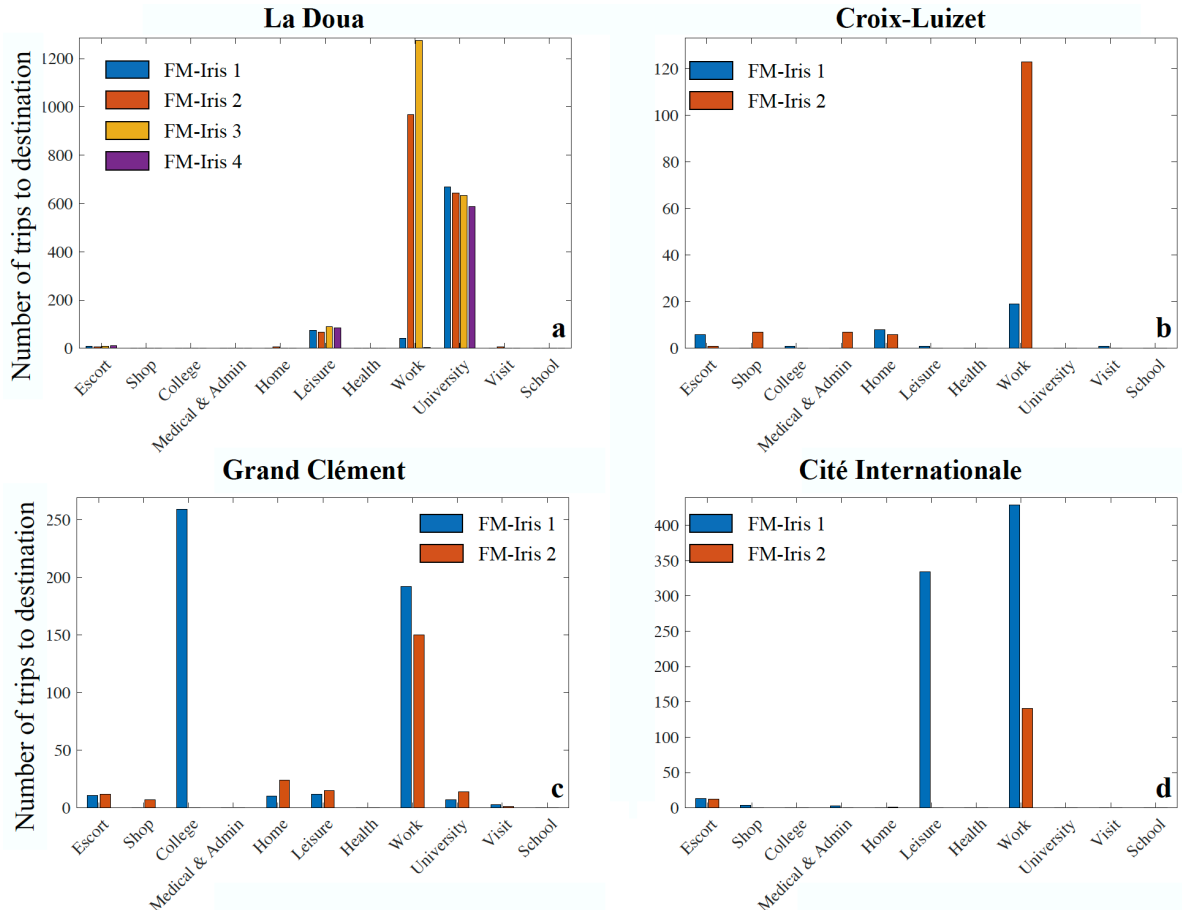 La Doua
Number of trips to destination
0
200
400
600
800
1000
1200
FM-Iris 1
FM-Iris 2
FM-Iris 3
FM-Iris 4
a
Escort
Shop
College
Medical & Admin
Home
Leisure
Health
Work
University
Visit
School
Croix-Luizet
0
20
40
60
80
100
120
FM-Iris 1
FM-Iris 2
b
Escort
Shop
College
Medical & Admin
Home
Leisure
Health
Work
University
Visit
School
Grand Clément
Number of trips to destination
0
50
100
150
200
250
FM-Iris 1
FM-Iris 2
c
Escort
Shop
College
Medical & Admin
Home
Leisure
Health
Work
University
Visit
School
Cité Internationale
0
50
100
150
200
250
300
350
400
FM-Iris 1
FM-Iris 2
d
Escort
Shop
College
Medical & Admin
Home
Leisure
Health
Work
University
Visit
School